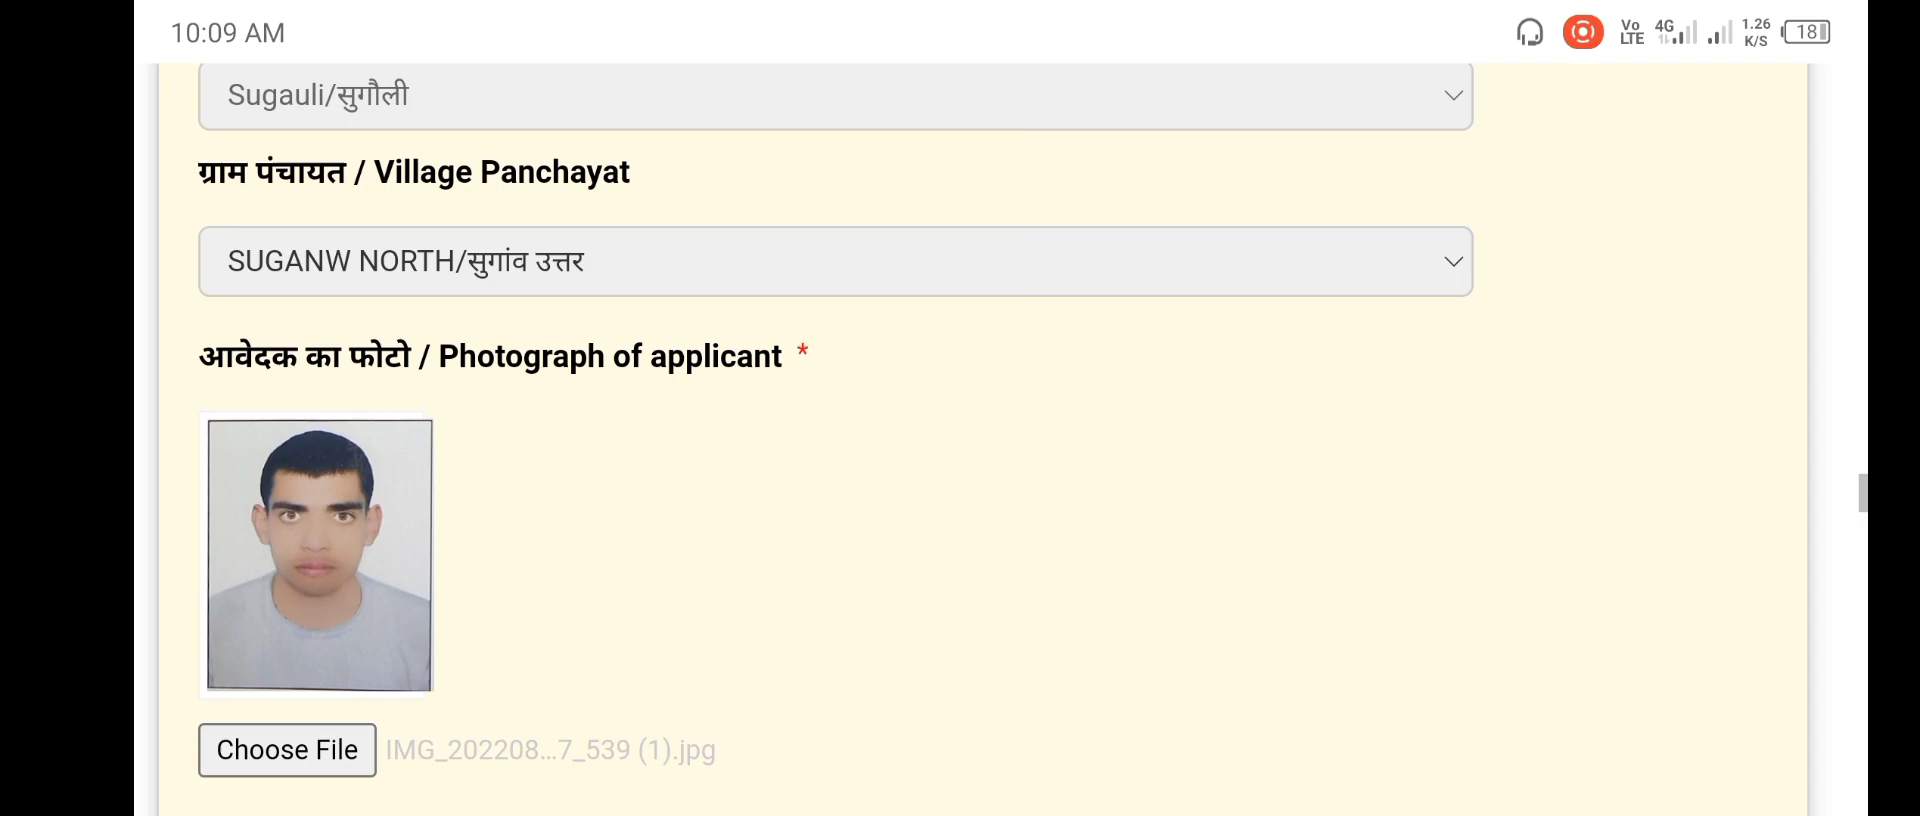 10:09 AM
Vo LTE 4G 1.26 K/S 18
Sugauli/सुगौली
ग्राम पंचायत / Village Panchayat
SUGANW NORTH/सुगांव उत्तर
आवेदक का फोटो / Photograph of applicant *
Choose File IMG_202208...7_539 (1).jpg